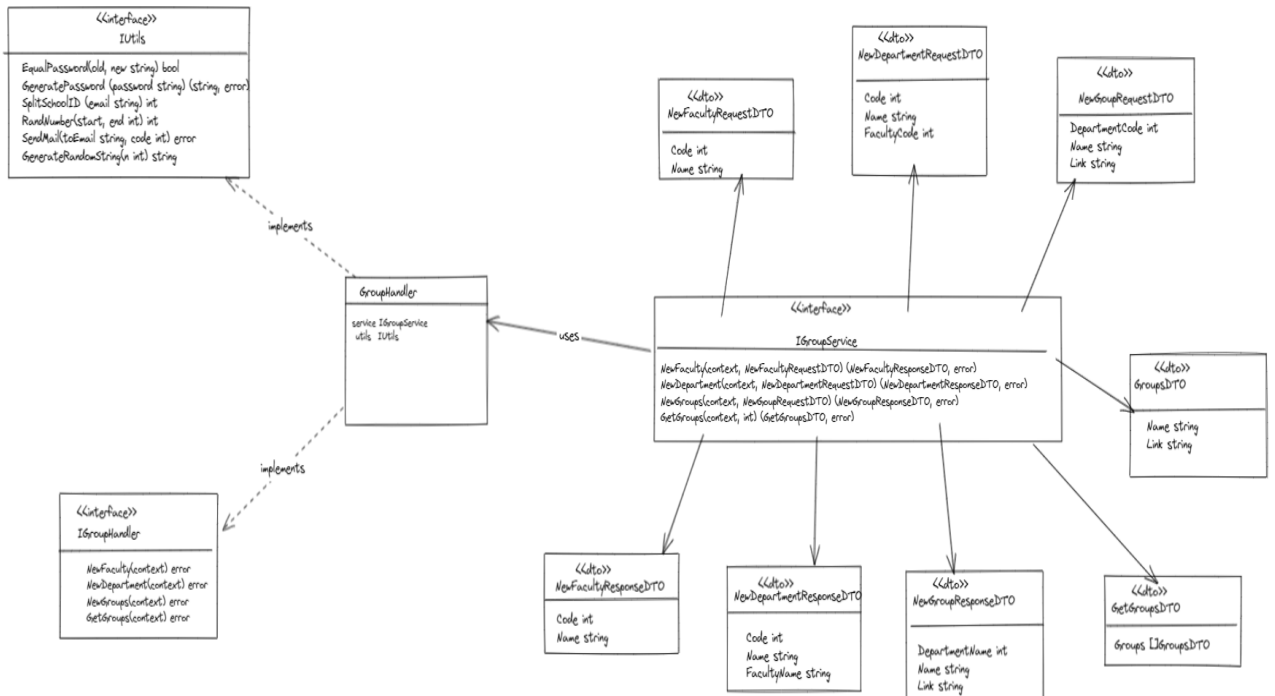 <<interface>>
IUtils
EqualPassword(old, new string) bool
GeneratePassword (password string) (string, error)
SplitSchoolID (email string) int
RandNumber(start, end int) int
SendMail(toEmail string, code int) error
GenerateRandomString(n int) string
implements
GroupHandler
service IGroupService
utils IUtils
implements
<<interface>>
IGroupHandler
NewFaculty(context) error
NewDepartment(context) error
NewGroups(context) error
GetGroups(context) error
uses
<<dto>>
NewFacultyRequestDTO
Code int
Name string
<<dto>>
NewDepartmentRequestDTO
Code int
Name string
FacultyCode int
<<dto>>
NewGroupRequestDTO
DepartmentCode int
Name string
Link string
<<interface>>
IGroupService
NewFaculty(context, NewFacultyRequestDTO) (NewFacultyResponseDTO, error)
NewDepartment(context, NewDepartmentRequestDTO) (NewDepartmentResponseDTO, error)
NewGroups(context, NewGroupRequestDTO) (NewGroupResponseDTO, error)
GetGroups(context, int) (GetGroupsDTO, error)
<<dto>>
GroupsDTO
Name string
Link string
<<dto>>
NewFacultyResponseDTO
Code int
Name string
<<dto>>
NewDepartmentResponseDTO
Code int
Name string
FacultyName string
<<dto>>
NewGroupResponseDTO
DepartmentName int
Name string
Link string
<<dto>>
GetGroupsDTO
Groups []GroupsDTO